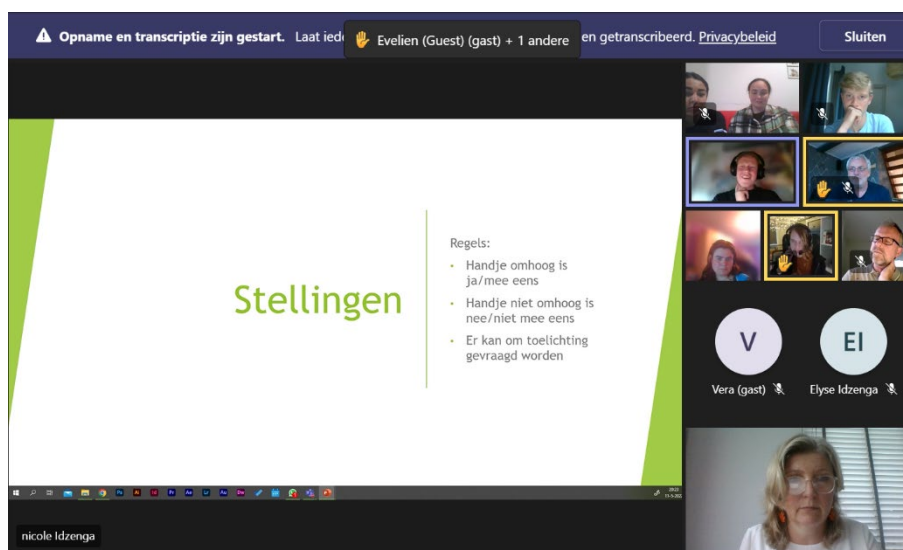 Opname en transcriptie zijn gestart. Laat ied
Evelien (Guest) (gast) + 1 andere
en getranscribeerd. Privacybeleid
Sluiten
Stellingen
Regels:
Handje omhoog is
ja/mee eens
Handje niet omhoog is
nee/niet mee eens
Er kan om toelichting
gevraagd worden
V
Vera (gast)
EI
Elyse Idzenga
nicole Idzenga